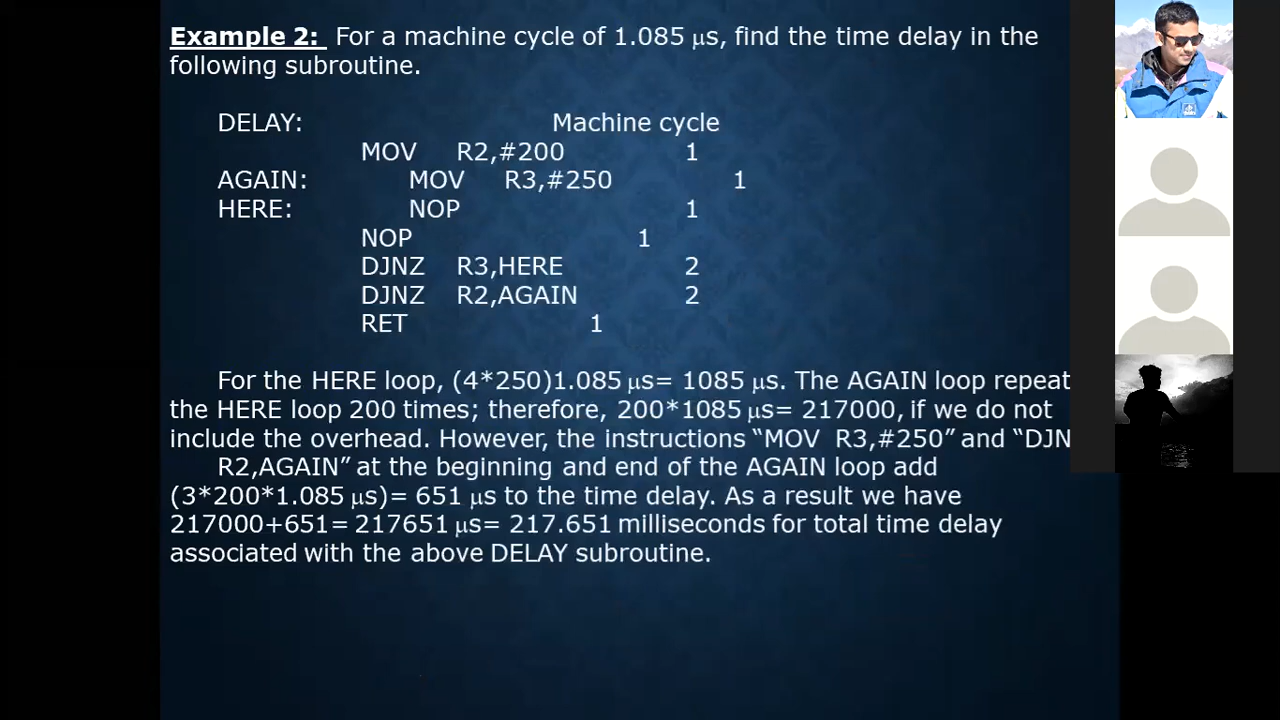 Example 2: For a machine cycle of 1.085 μs, find the time delay in the
following subroutine.
DELAY: Machine cycle
MOV R2,#200 1
AGAIN: MOV R3,#250 1
HERE: NOP 1
NOP 1
DJNZ R3,HERE 2
DJNZ R2,AGAIN 2
RET 1
For the HERE loop, (4*250)1.085 μs= 1085 μs. The AGAIN loop repeat
the HERE loop 200 times; therefore, 200*1085 μs= 217000, if we do not
include the overhead. However, the instructions “MOV R3,#250” and “DJN
R2,AGAIN” at the beginning and end of the AGAIN loop add
(3*200*1.085 μs)= 651 μs to the time delay. As a result we have
217000+651= 217651 μs= 217.651 milliseconds for total time delay
associated with the above DELAY subroutine.